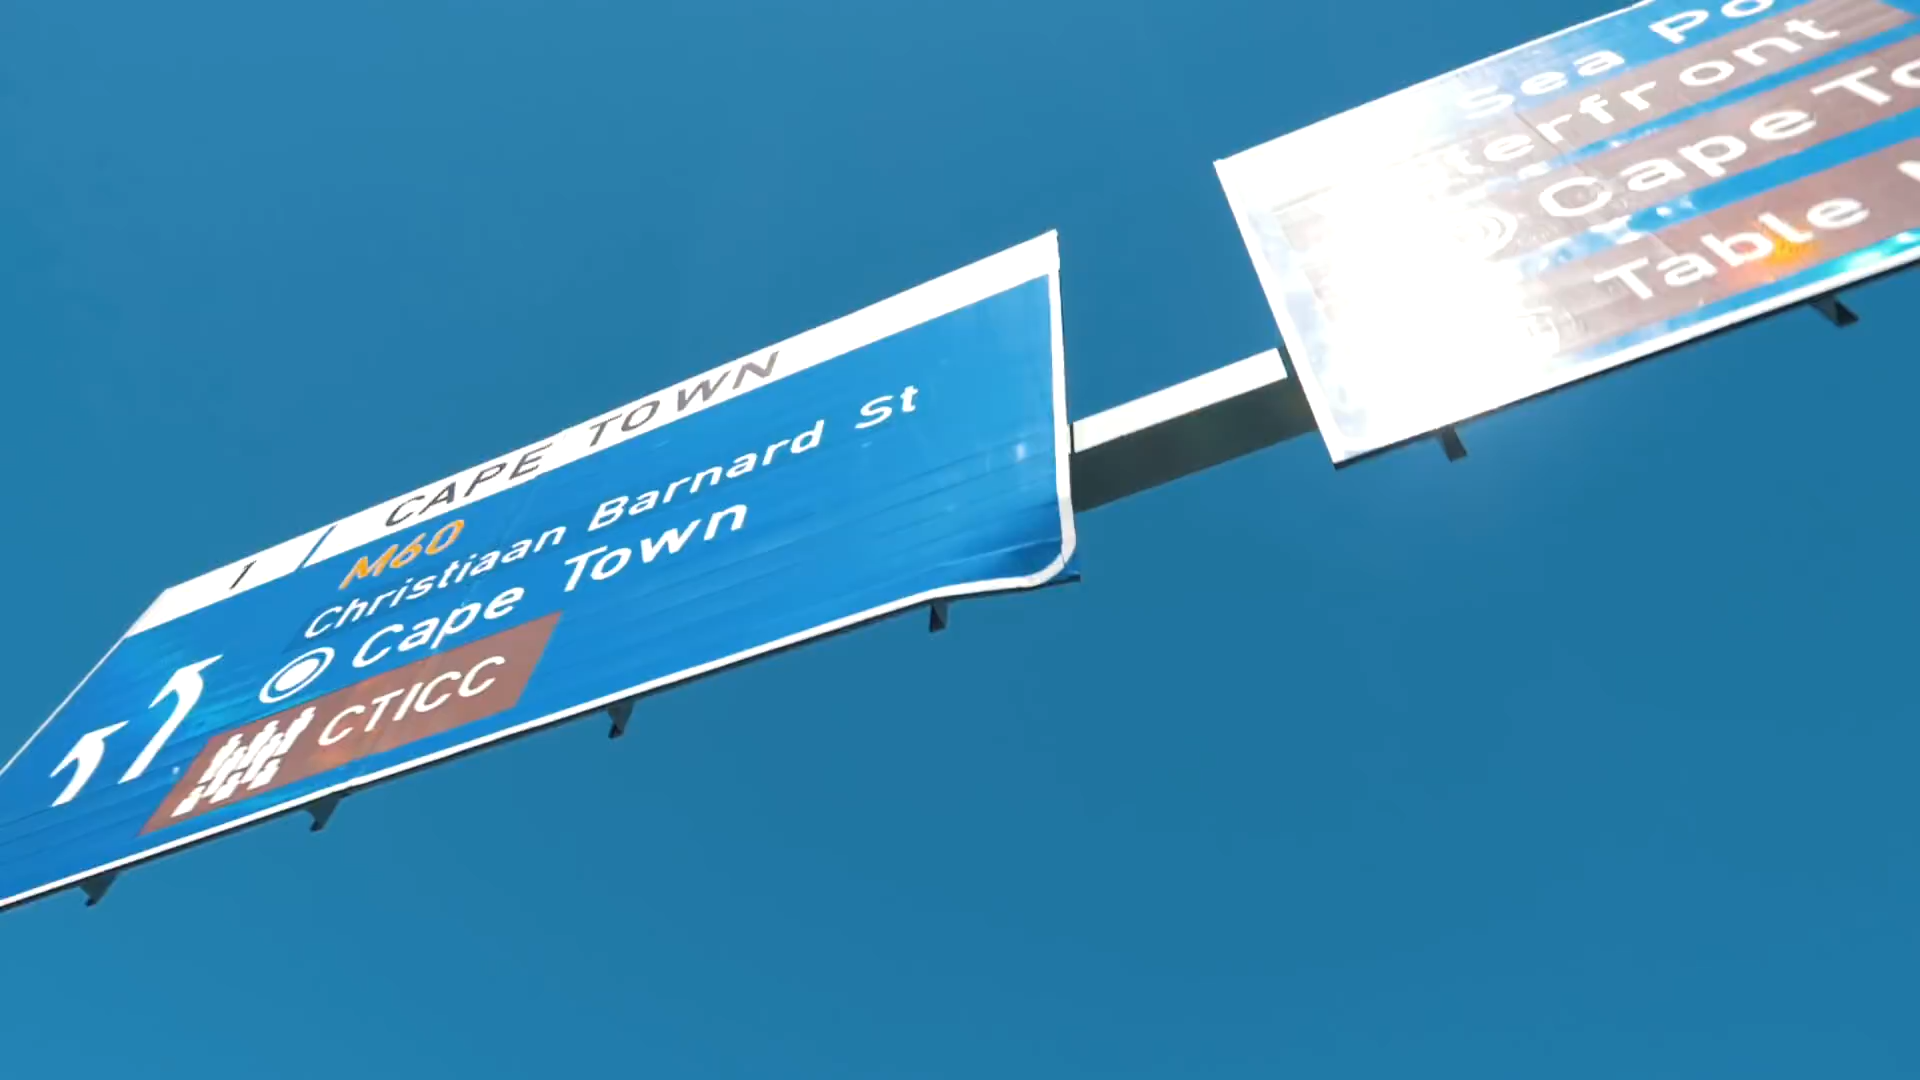 1 CAPE TOWN
M60
Christiaan Barnard St
Cape Town
CTICC
Sea Po
terfront
Cape To
Table